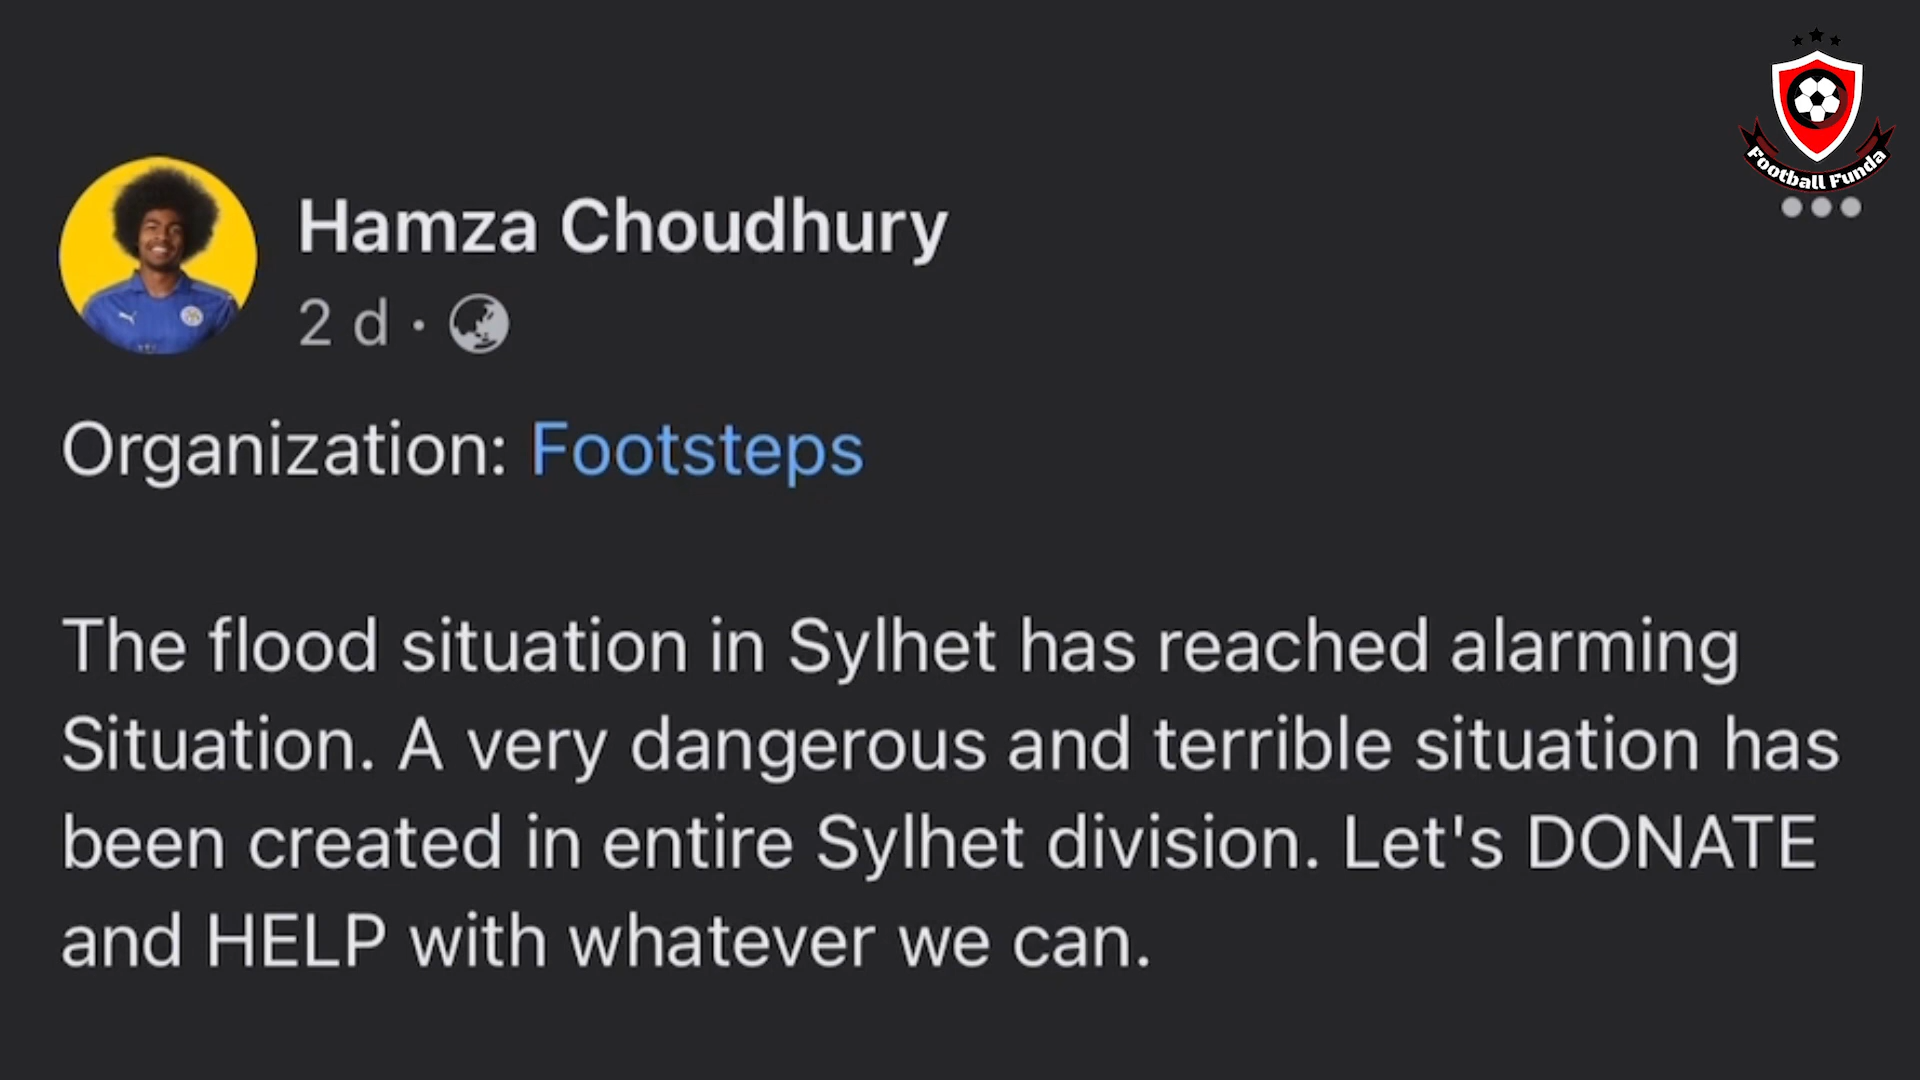 Football Funda
Hamza Choudhury
2 d ·
Organization: Footsteps
The flood situation in Sylhet has reached alarming
Situation. A very dangerous and terrible situation has
been created in entire Sylhet division. Let's DONATE
and HELP with whatever we can.